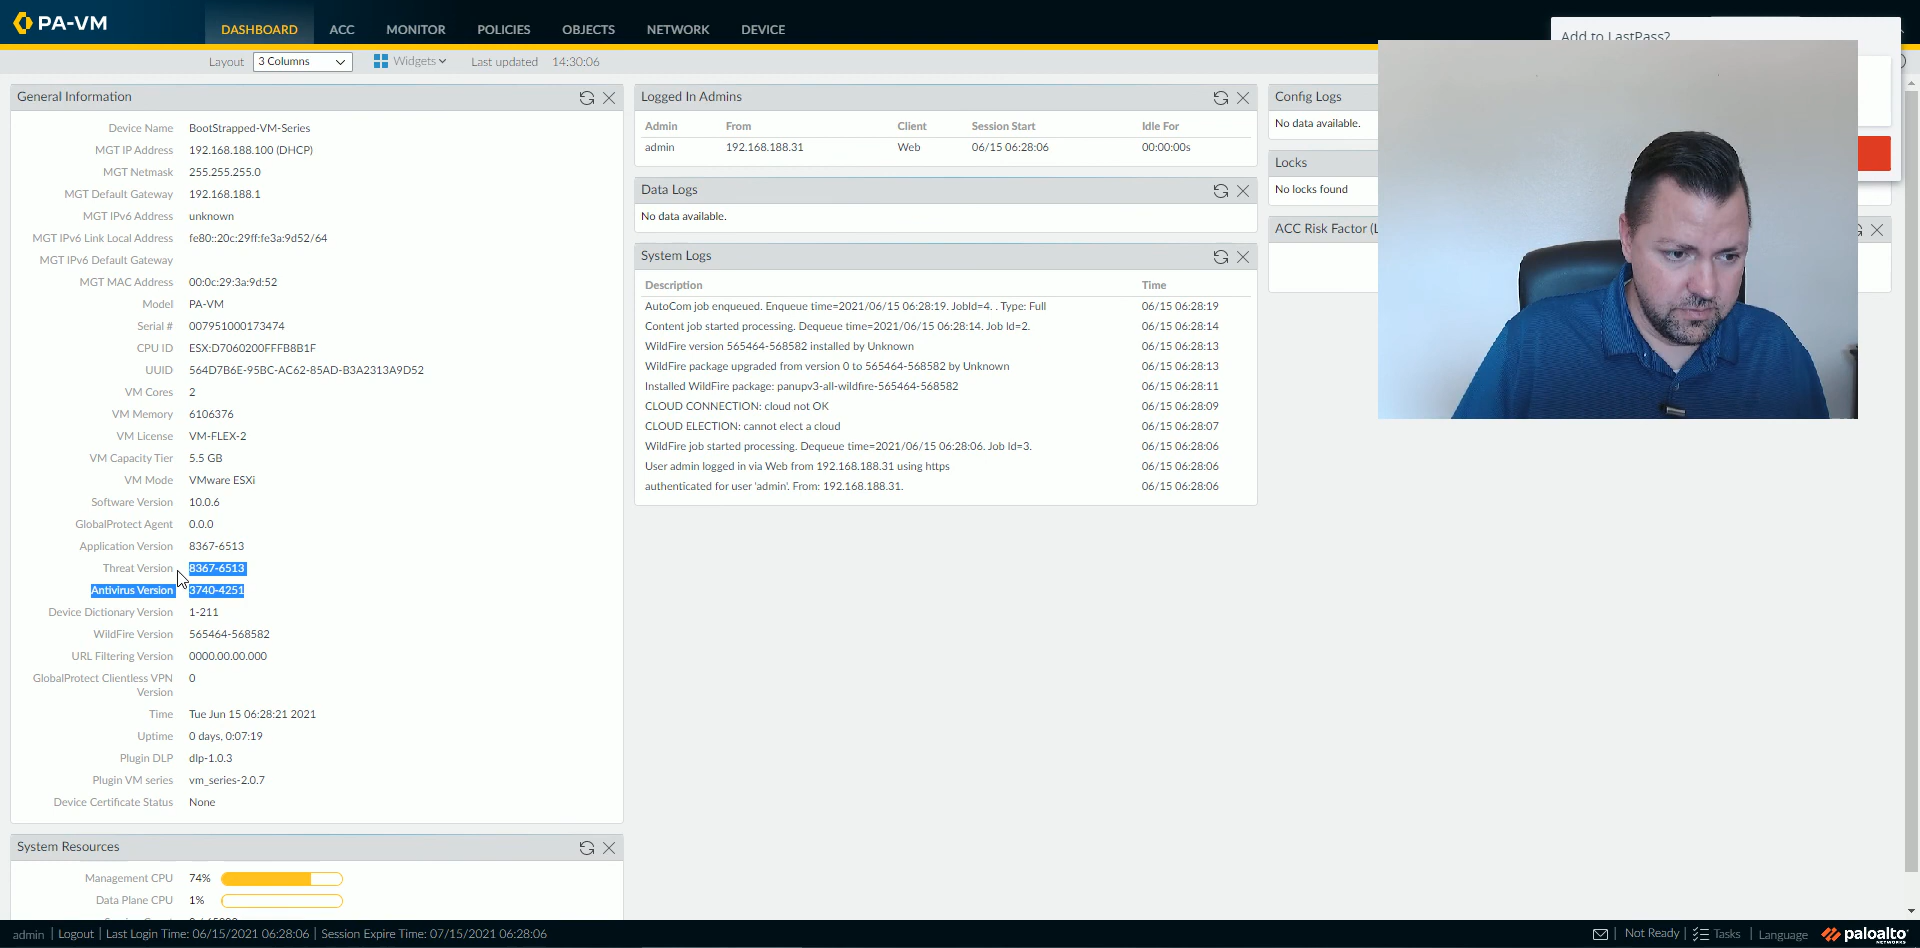 PA-VM
DASHBOARD ACC MONITOR POLICIES OBJECTS NETWORK DEVICE
Layout 3 Columns Widgets Last updated 14:30:06
Add to LastPass?
General Information
Device Name BootStrapped-VM-Series
MGT IP Address 192.168.188.100 (DHCP)
MGT Netmask 255.255.255.0
MGT Default Gateway 192.168.188.1
MGT IPv6 Address unknown
MGT IPv6 Link Local Address fe80::20c:29ff:fe3a:9d52/64
MGT IPv6 Default Gateway
MGT MAC Address 00:0c:29:3a:9d:52
Model PA-VM
Serial # 007951000173474
CPU ID ESX:D7060200FFFB8B1F
UUID 564D7B6E-95BC-AC62-85AD-B3A2313A9D52
VM Cores 2
VM Memory 6106376
VM License VM-FLEX-2
VM Capacity Tier 5.5 GB
VM Mode VMware ESXi
Software Version 10.0.6
GlobalProtect Agent 0.0.0
Application Version 8367-6513
Threat Version 8367-6513
Antivirus Version 3740-4251
Device Dictionary Version 1-211
WildFire Version 565464-568582
URL Filtering Version 0000.00.00.000
GlobalProtect Clientless VPN 0
Version
Time Tue Jun 15 06:28:21 2021
Uptime 0 days, 0:07:19
Plugin DLP dlp-1.0.3
Plugin VM series vm_series-2.0.7
Device Certificate Status None
System Resources
Management CPU 74%
Data Plane CPU 1%
Logged In Admins
Admin From Client Session Start Idle For
admin 192.168.188.31 Web 06/15 06:28:06 00:00:00s
Data Logs
No data available.
System Logs
Description Time
AutoCom job enqueued. Enqueue time=2021/06/15 06:28:19. JobId=4. . Type: Full 06/15 06:28:19
Content job started processing. Dequeue time=2021/06/15 06:28:14. Job Id=2. 06/15 06:28:14
WildFire version 565464-568582 installed by Unknown 06/15 06:28:13
WildFire package upgraded from version 0 to 565464-568582 by Unknown 06/15 06:28:13
Installed WildFire package: panupv3-all-wildfire-565464-568582 06/15 06:28:11
CLOUD CONNECTION: cloud not OK 06/15 06:28:09
CLOUD ELECTION: cannot elect a cloud 06/15 06:28:07
WildFire job started processing. Dequeue time=2021/06/15 06:28:06. Job Id=3. 06/15 06:28:06
User admin logged in via Web from 192.168.188.31 using https 06/15 06:28:06
authenticated for user 'admin'. From: 192.168.188.31. 06/15 06:28:06
Config Logs
No data available.
Locks
No locks found
ACC Risk Factor (L
admin Logout Last Login Time: 06/15/2021 06:28:06 Session Expire Time: 07/15/2021 06:28:06 Not Ready Tasks Language paloalto
NETWORKS